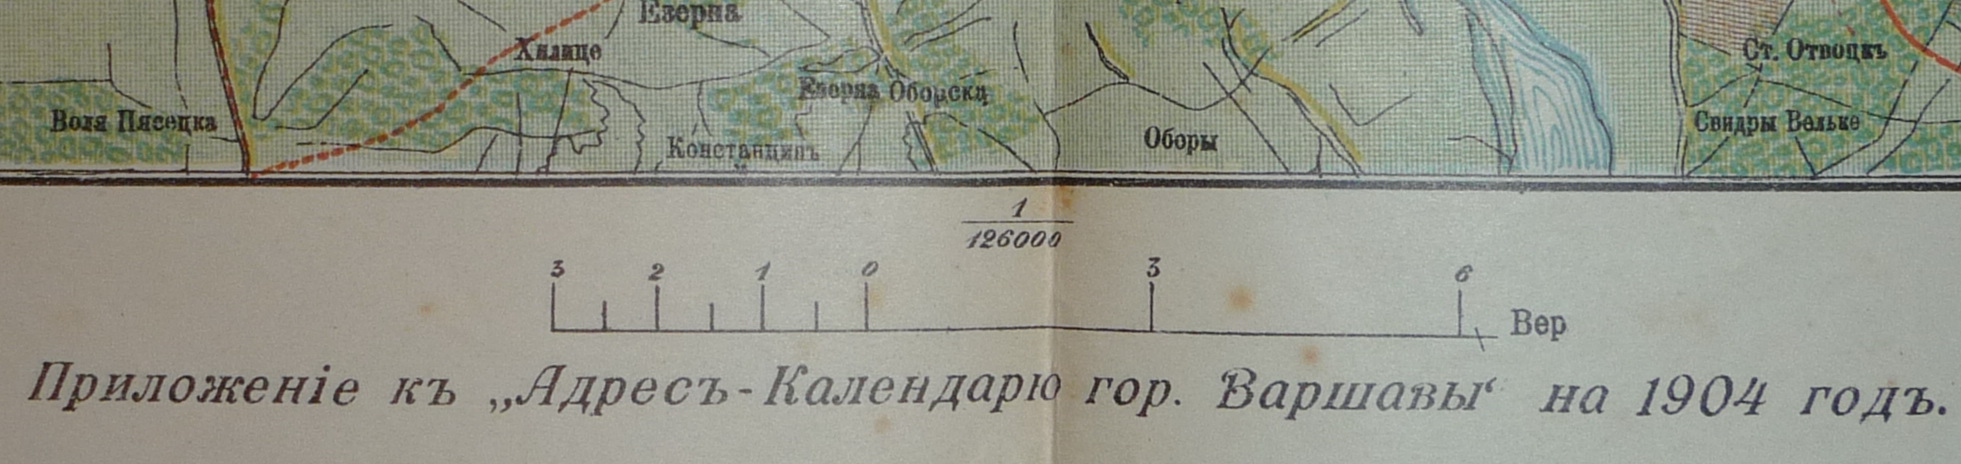 Езерна
Хилице
Ст. Отвоцкъ
Езерна Оборска
Воля Пясецка
Свидры Вельке
Оборы
Констанцинъ
1
126000
3 2 1 0 3 6
Вер
Приложеніе къ „Адресъ-Календарю гор. Варшавы“ на 1904 годъ.